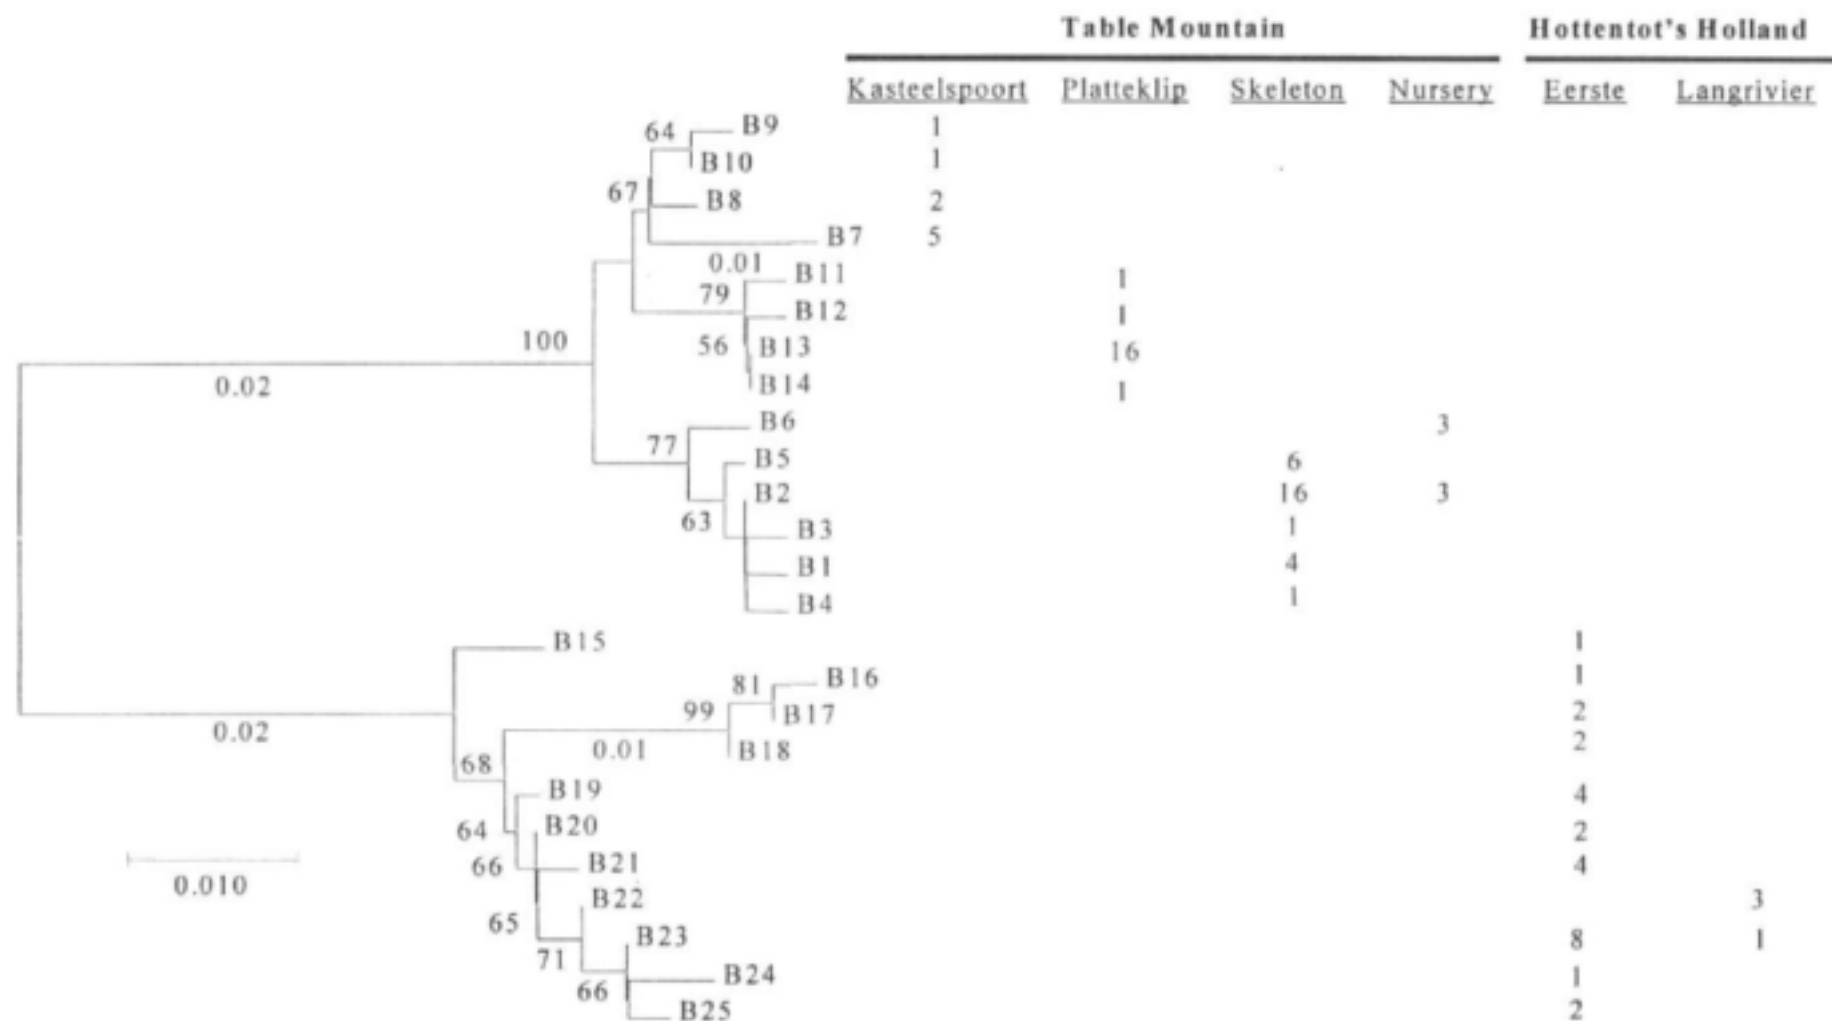 Table Mountain Hottentot's Holland
Kasteelspoort Platteklip Skeleton Nursery Eerste Langrivier
64 B9 1
B10 1
67 B8 2
B7 5
0.01
B11 1
79
B12 1
100 56 B13 16
0.02 B14 1
B6 3
77
B5 6
B2 16 3
63
B3 1
B1 4
B4 1
B15 1
81 B16 1
99 B17 2
0.02
0.01 B18 2
68
B19 4
64 B20 2
66 B21 4
0.010
B22 3
65
B23 8 1
71
B24 1
66
B25 2